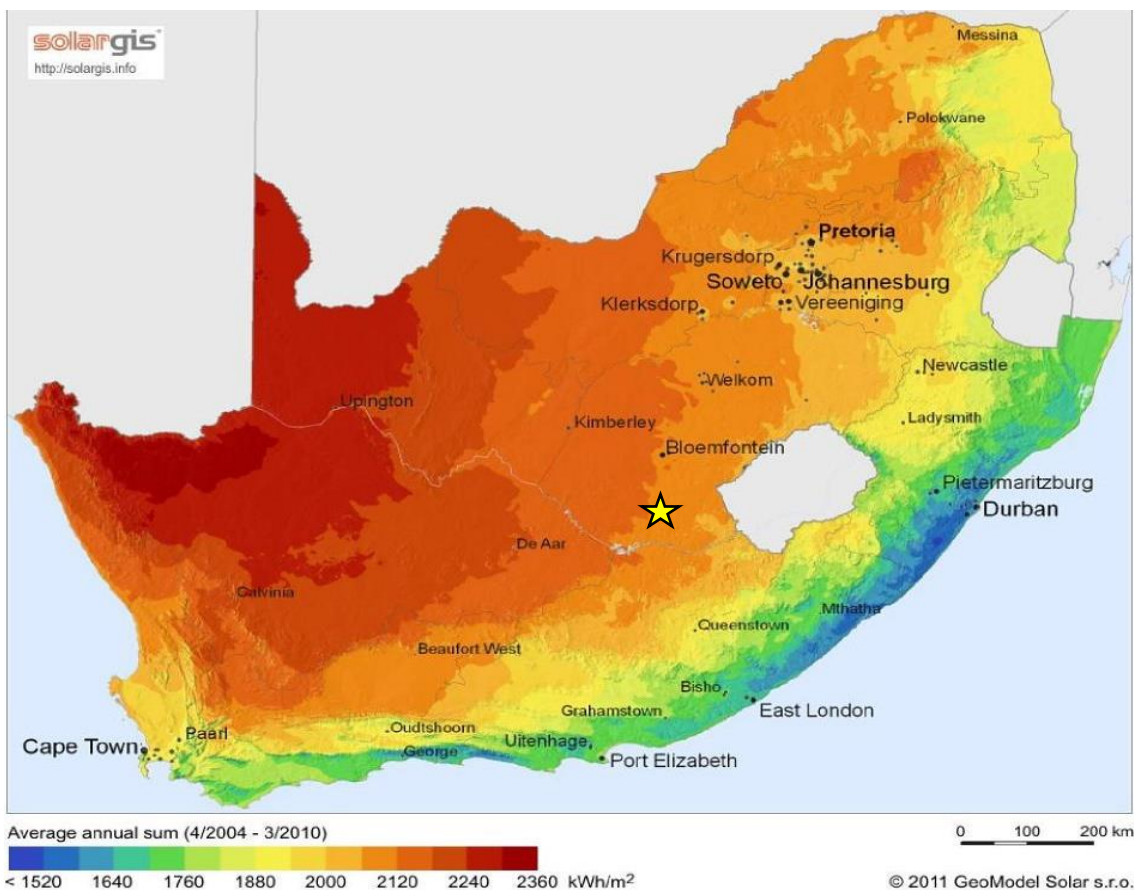 solargis
http://solargis.info
Messina
Polokwane
Pretoria
Krugersdorp
Soweto
Johannesburg
Klerksdorp
Vereeniging
Welkom
Newcastle
Upington
Kimberley
Ladysmith
Bloemfontein
Pietermaritzburg
Durban
De Aar
Calvinia
Mthatha
Queenstown
Beaufort West
Bisho
Grahamstown
East London
Oudtshoorn
Paarl
Cape Town
George
Uitenhage
Port Elizabeth
Average annual sum (4/2004 - 3/2010)
0 100 200 km
< 1520 1640 1760 1880 2000 2120 2240 2360 kWh/m²
© 2011 GeoModel Solar s.r.o.